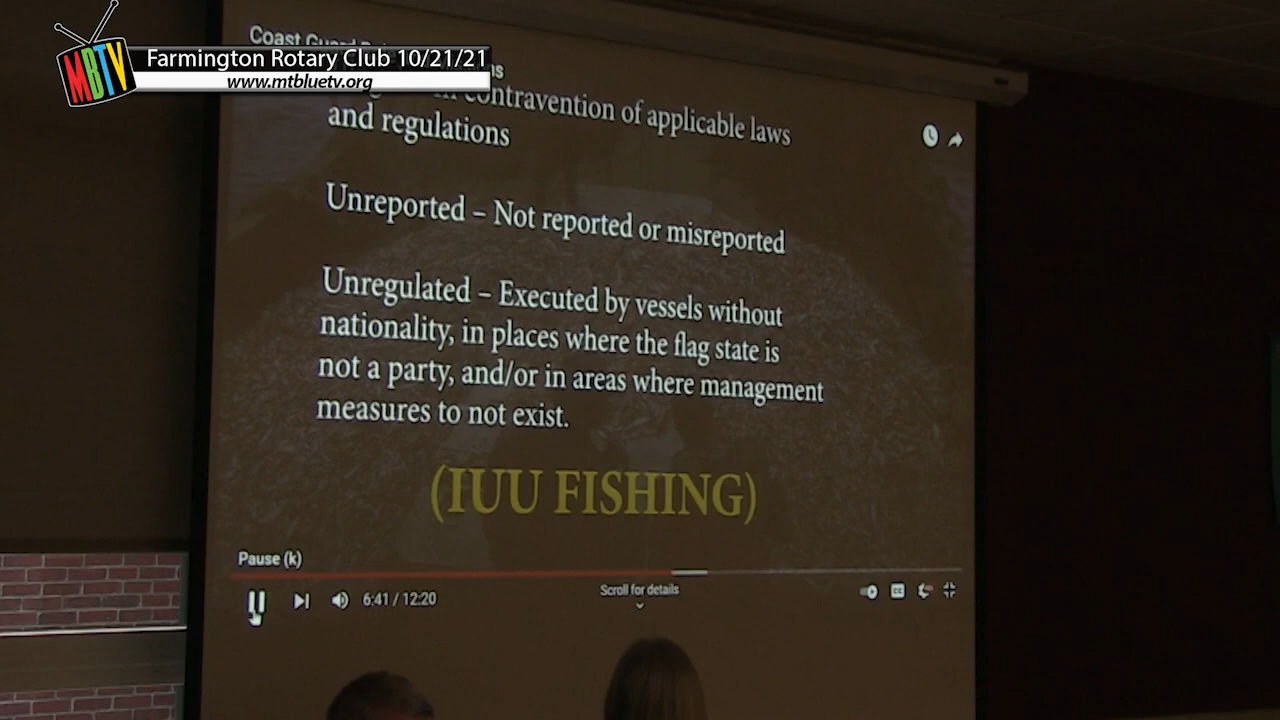 Coast Guard
MBTV
Farmington Rotary Club 10/21/21
www.mtbluetv.org
in contravention of applicable laws
and regulations
Unreported – Not reported or misreported
Unregulated – Executed by vessels without
nationality, in places where the flag state is
not a party, and/or in areas where management
measures to not exist.
(IUU FISHING)
Pause (k)
6:41 / 12:20
Scroll for details
CC